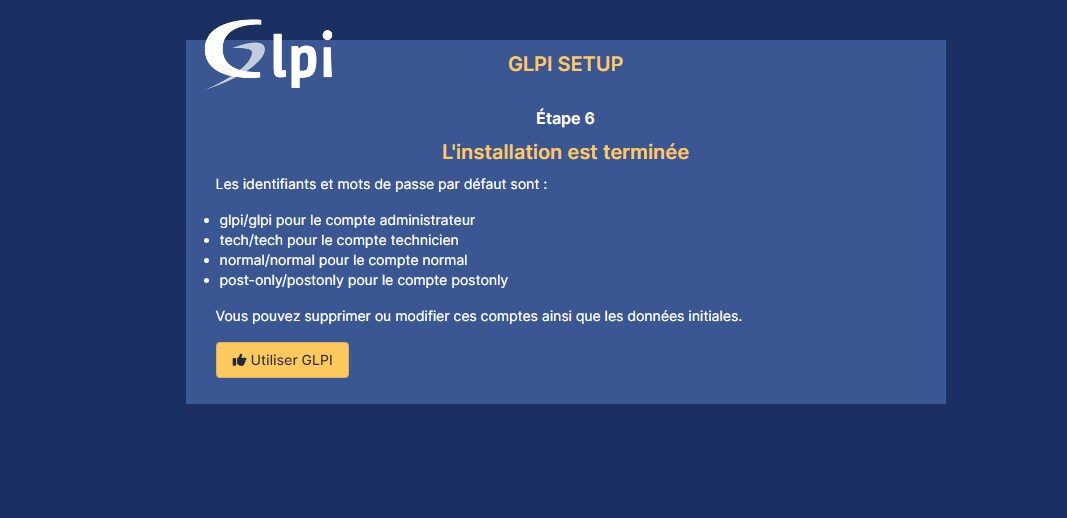 Glpi
GLPI SETUP
Étape 6
L'installation est terminée
Les identifiants et mots de passe par défaut sont :
glpi/glpi pour le compte administrateur
tech/tech pour le compte technicien
normal/normal pour le compte normal
post-only/postonly pour le compte postonly
Vous pouvez supprimer ou modifier ces comptes ainsi que les données initiales.
Utiliser GLPI